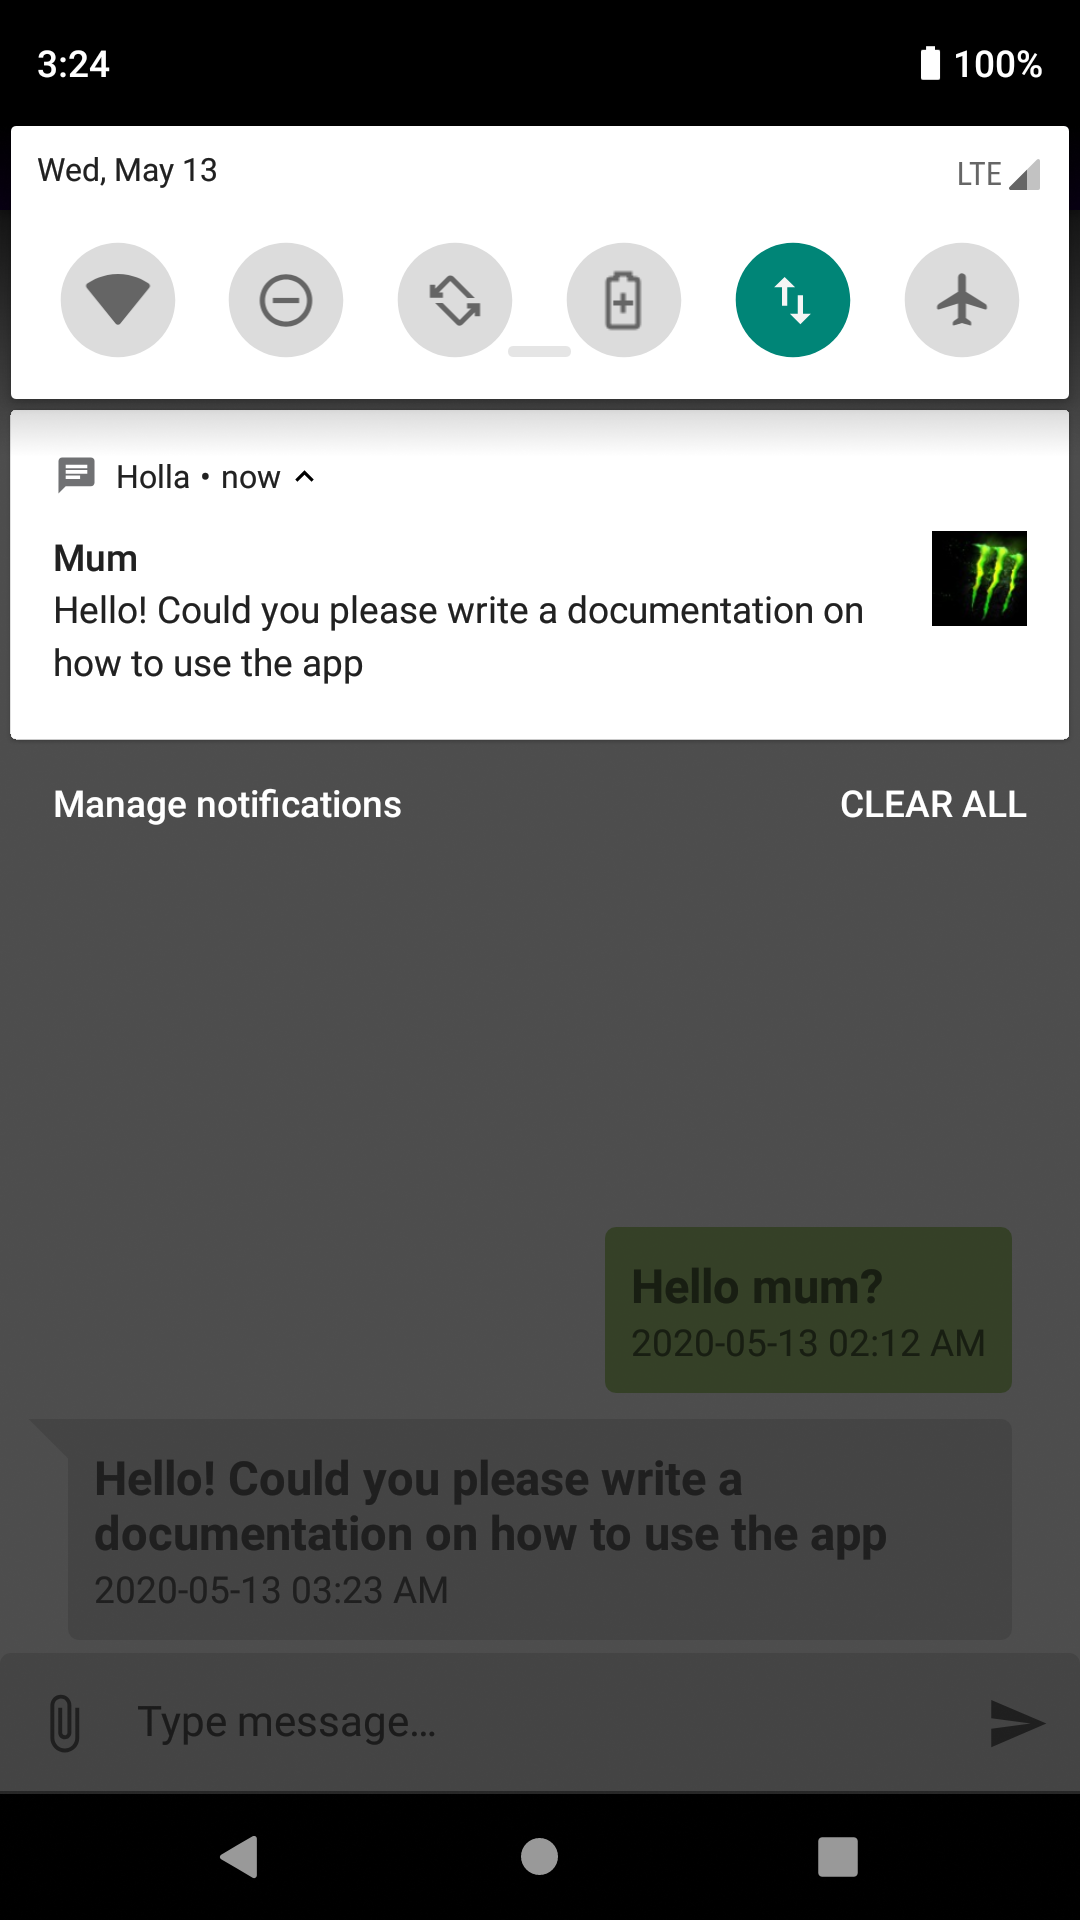 3:24
100%
Wed, May 13
LTE
Holla • now
Mum
Hello! Could you please write a documentation on
how to use the app
Manage notifications
CLEAR ALL
Hello mum?
2020-05-13 02:12 AM
Hello! Could you please write a
documentation on how to use the app
2020-05-13 03:23 AM
Type message...